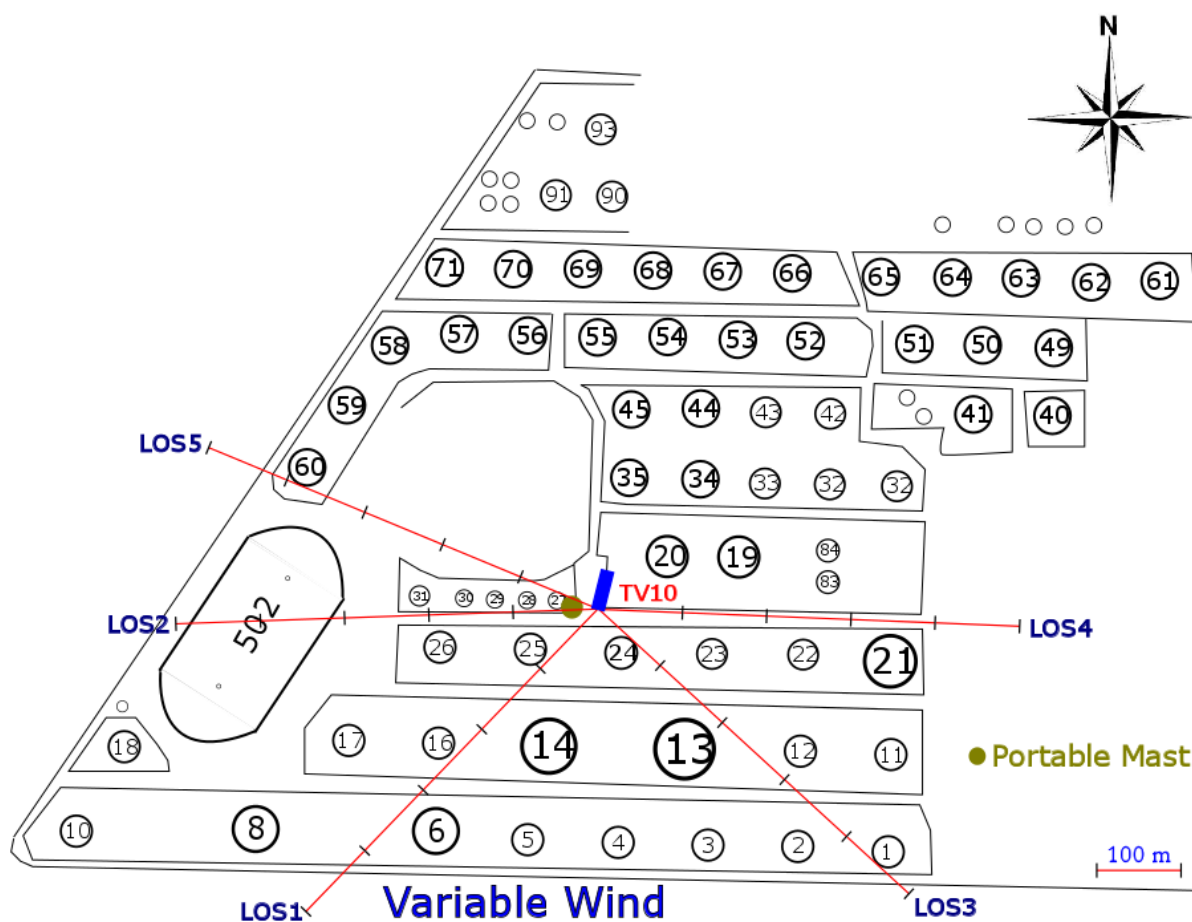 N
93
91 90
71 70 69 68 67 66 65 64 63 62 61
58 57 56 55 54 53 52 51 50 49
59 45 44 43 42 41 40
LOS5 60 35 34 33 32 32
20 19 84
83
TV10
31 30 29 28 27
LOS2 502 LOS4
26 25 24 23 22 21
18 17 16 14 13 12 11
Portable Mast
10 8 6 5 4 3 2 1
100 m
LOS1 Variable Wind LOS3